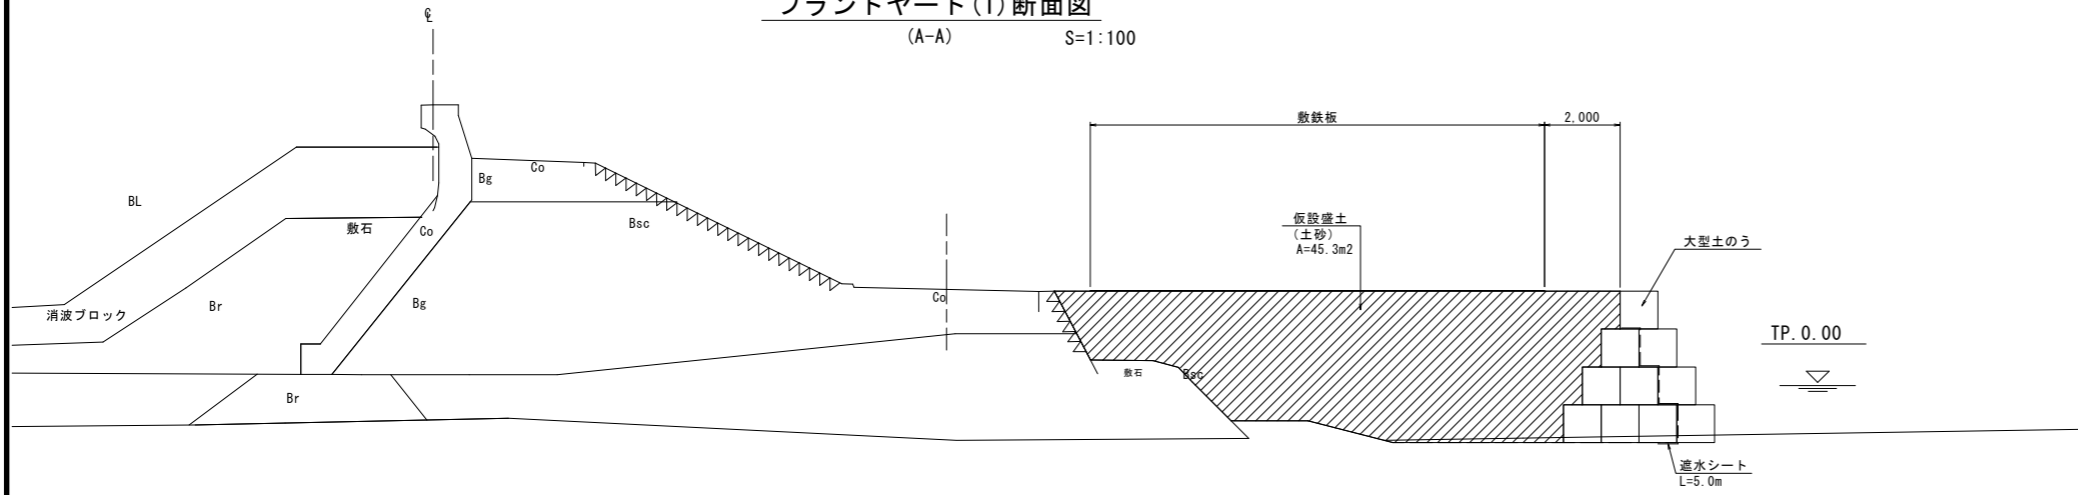 プラントヤード(1)断面図
(A-A) S=1:100
℄
敷鉄板
2,000
Co
Bg
BL
Bsc
敷石
Co
仮設盛土
(土砂)
A=45.3m2
大型土のう
Co
Br
Bg
消波ブロック
TP.0.00
敷石
Bsc
Br
遮水シート
L=5.0m